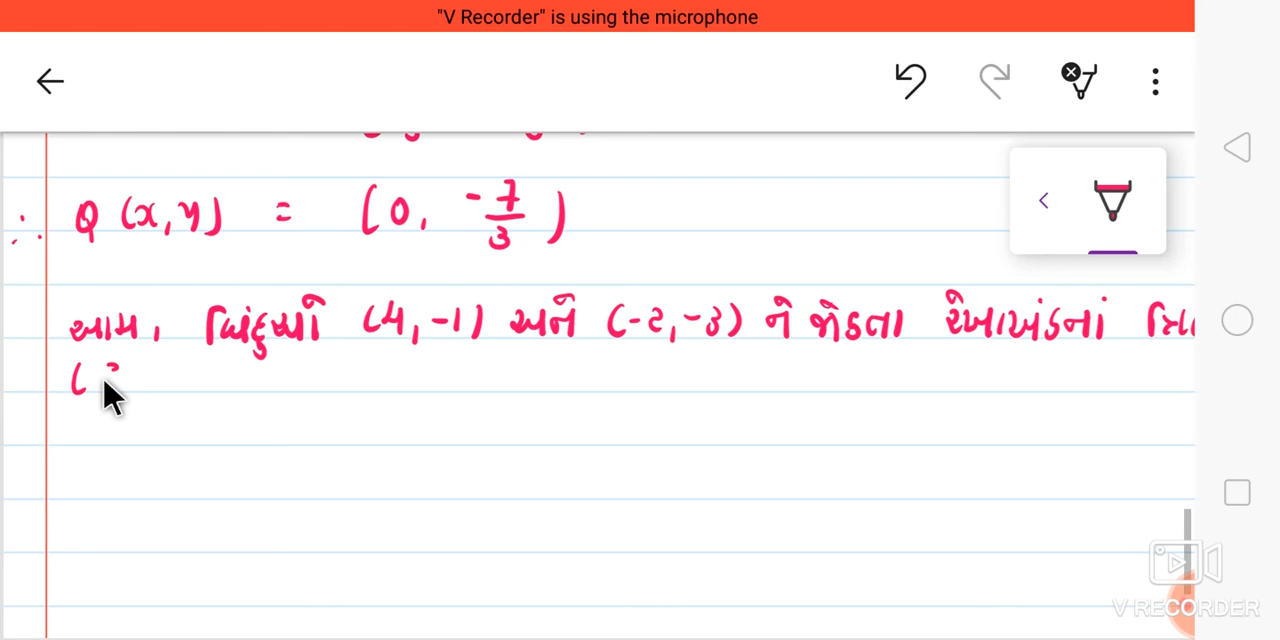 "V Recorder" is using the microphone
∴ Q (x, y) = (0, -7/3)
આમ, બિંદુઓ (4, -1) અને (-2, -3) ને જોડતા રેખાખંડનાં
(
V RECORDER